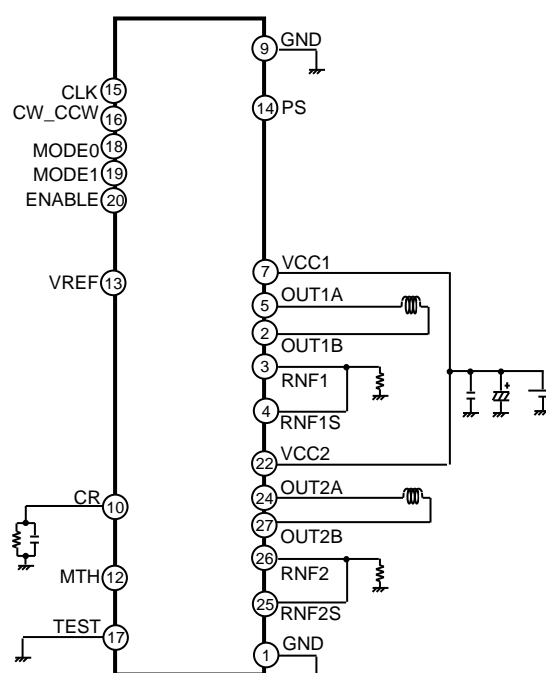 9 GND
15 CLK
14 PS
16 CW_CCW
18 MODE0
19 MODE1
20 ENABLE
7 VCC1
13 VREF
5 OUT1A
2 OUT1B
3 RNF1
4 RNF1S
22 VCC2
24 OUT2A
10 CR
27 OUT2B
26 RNF2
12 MTH
25 RNF2S
17 TEST
1 GND
+